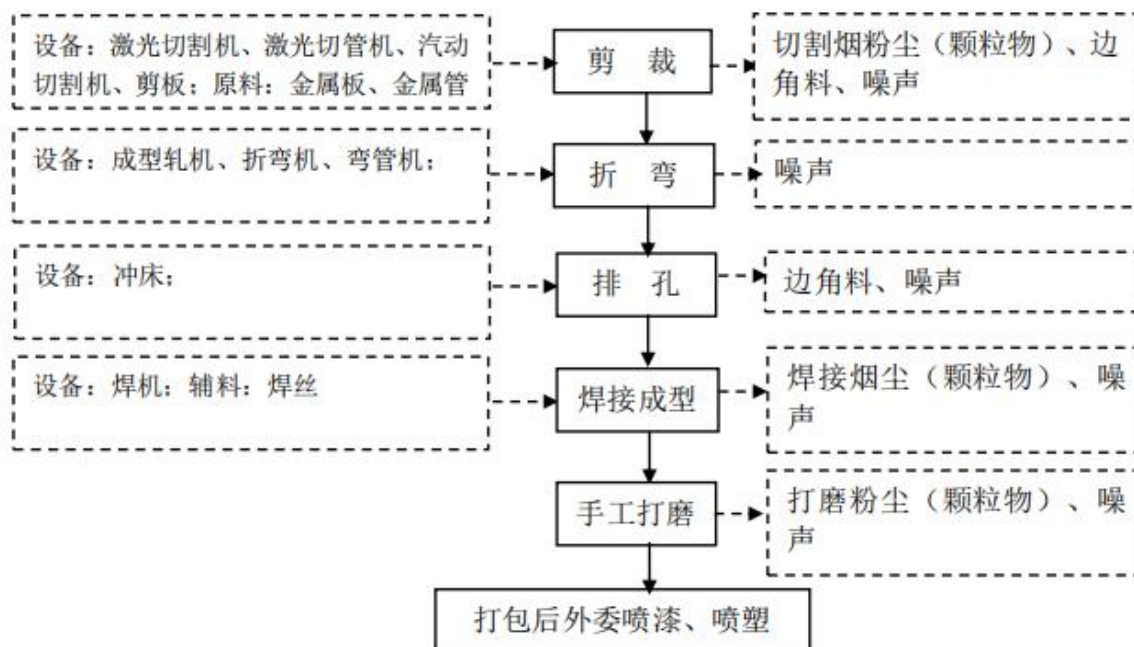 设备：激光切割机、激光切管机、汽动
切割机、剪板；原料：金属板、金属管
剪 裁
切割烟粉尘（颗粒物）、边
角料、噪声
设备：成型轧机、折弯机、弯管机；
折 弯
噪声
设备：冲床；
排 孔
边角料、噪声
设备：焊机；辅料：焊丝
焊接成型
焊接烟尘（颗粒物）、噪
声
手工打磨
打磨粉尘（颗粒物）、噪
声
打包后外委喷漆、喷塑